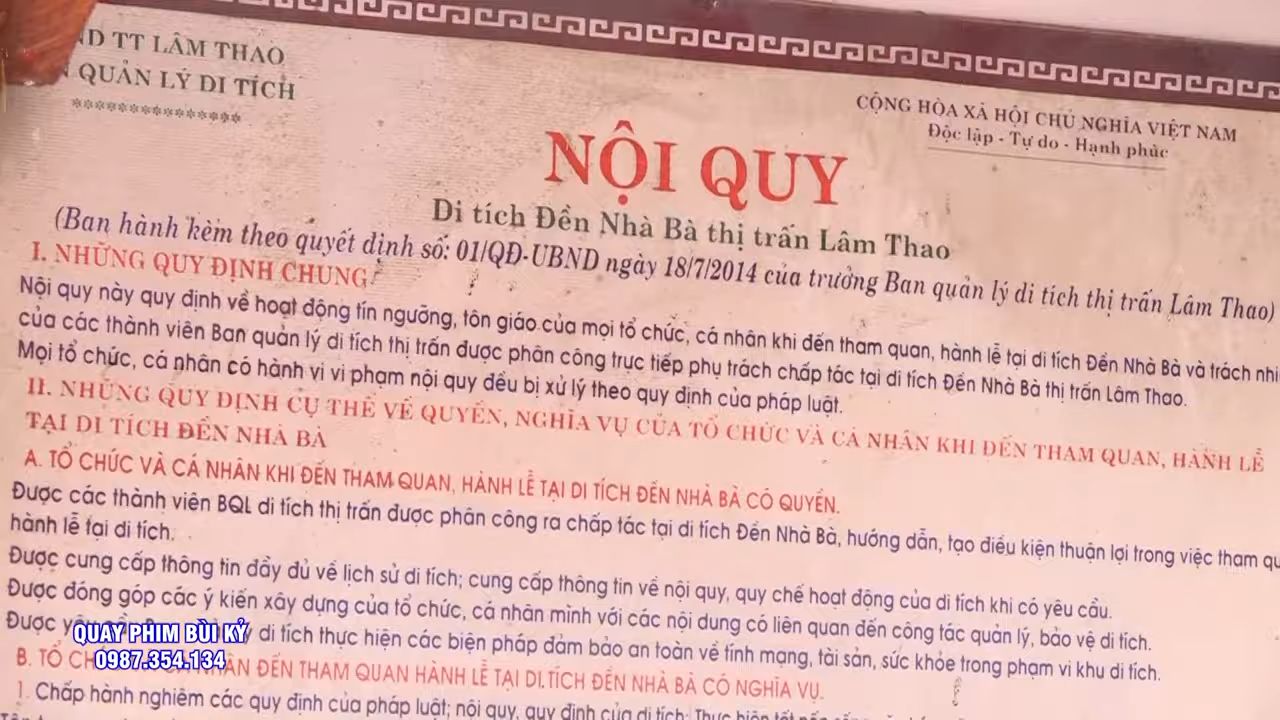 ND TT LÂM THAO
QUẢN LÝ DI TÍCH
***************
CỘNG HÒA XÃ HỘI CHỦ NGHĨA VIỆT NAM
Độc lập - Tự do - Hạnh phúc
NỘI QUY
Di tích Đền Nhà Bà thị trấn Lâm Thao
(Ban hành kèm theo quyết định số: 01/QĐ-UBND ngày 18/7/2014 của trưởng Ban quản lý di tích thị trấn Lâm Thao)
I. NHỮNG QUY ĐỊNH CHUNG
Nội quy này quy định về hoạt động tín ngưỡng, tôn giáo của mọi tổ chức, cá nhân khi đến tham quan, hành lễ tại di tích Đền Nhà Bà và trách nhi
của các thành viên Ban quản lý di tích thị trấn được phân công trực tiếp phụ trách chấp tác tại di tích Đền Nhà Bà thị trấn Lâm Thao.
Mọi tổ chức, cá nhân có hành vi vi phạm nội quy đều bị xử lý theo quy định của pháp luật.
II. NHỮNG QUY ĐỊNH CỤ THỂ VỀ QUYỀN, NGHĨA VỤ CỦA TỔ CHỨC VÀ CÁ NHÂN KHI ĐẾN THAM QUAN, HÀNH LỄ
TẠI DI TÍCH ĐỀN NHÀ BÀ
A. TỔ CHỨC VÀ CÁ NHÂN KHI ĐẾN THAM QUAN, HÀNH LỄ TẠI DI TÍCH ĐỀN NHÀ BÀ CÓ QUYỀN.
Được các thành viên BQL di tích thị trấn được phân công ra chấp tác tại di tích Đền Nhà Bà, hướng dẫn, tạo điều kiện thuận lợi trong việc tham qu
hành lễ tại di tích.
Được cung cấp thông tin đầy đủ về lịch sử di tích; cung cấp thông tin về nội quy, quy chế hoạt động của di tích khi có yêu cầu.
Được đóng góp các ý kiến xây dựng của tổ chức, cá nhân mình với các nội dung có liên quan đến công tác quản lý, bảo vệ di tích.
Được di tích thực hiện các biện pháp đảm bảo an toàn về tính mạng, tài sản, sức khỏe trong phạm vi khu di tích.
QUAY PHIM BÙI KỶ
0987.354.134
B. TỔ CH NHÂN ĐẾN THAM QUAN HÀNH LỄ TẠI DI TÍCH ĐỀN NHÀ BÀ CÓ NGHĨA VỤ.
1. Chấp hành nghiêm các quy định của pháp luật; nội quy, quy định của di tích;